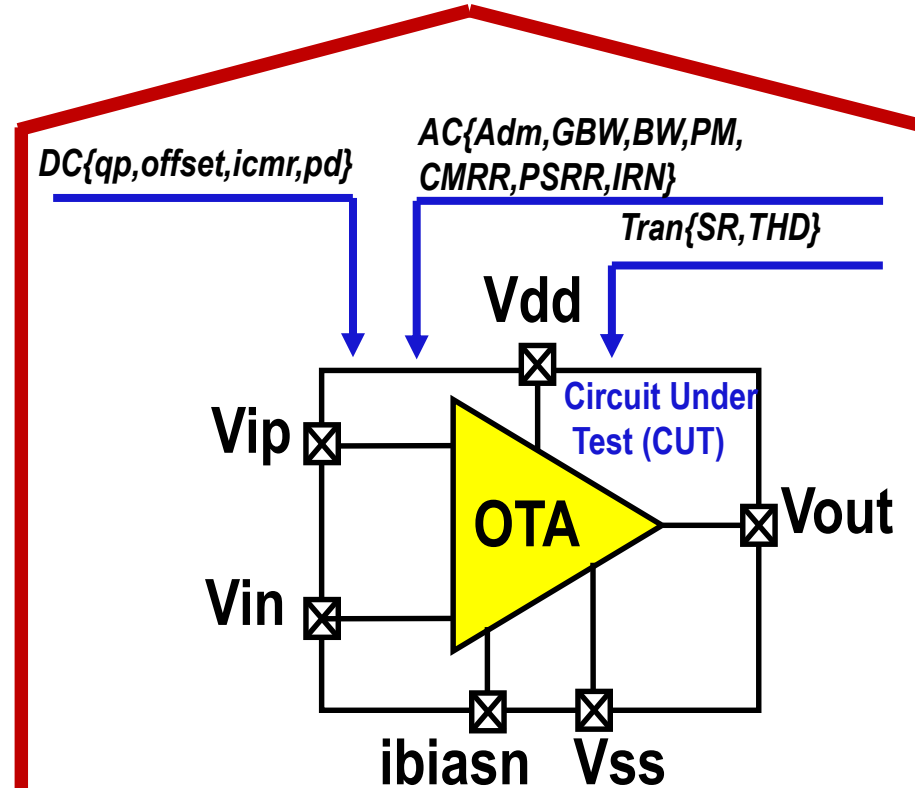 DC{qp,offset,icmr,pd}
AC{Adm,GBW,BW,PM,
CMRR,PSRR,IRN}
Tran{SR,THD}
Vdd
Circuit Under
Test (CUT)
Vip
OTA
Vout
Vin
ibiasn
Vss